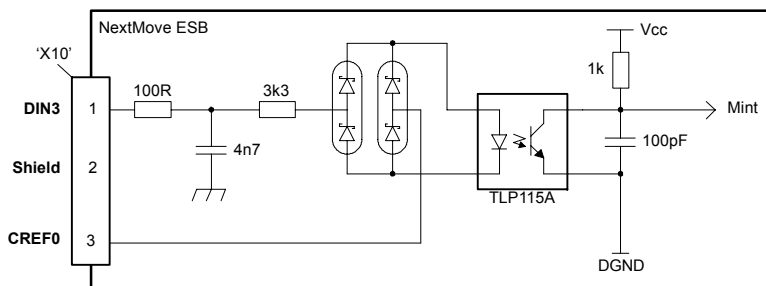 NextMove ESB
‘X10’
Vcc
1k
DIN3
1
100R
3k3
Mint
4n7
100pF
Shield
2
TLP115A
CREF0
3
DGND